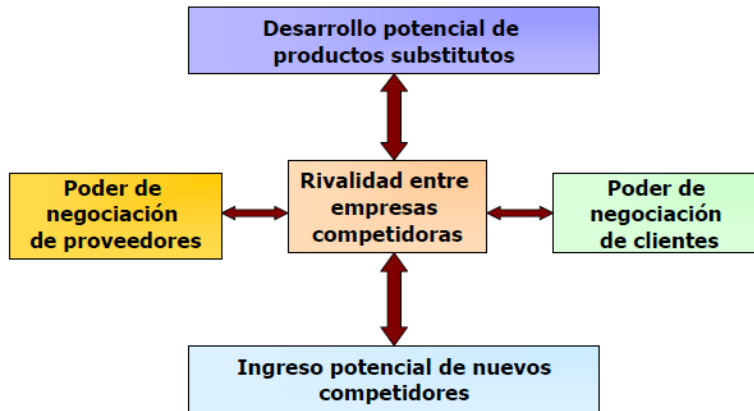 Desarrollo potencial de
productos substitutos
Poder de
negociación
de proveedores
Rivalidad entre
empresas
competidoras
Poder de
negociación
de clientes
Ingreso potencial de nuevos
competidores